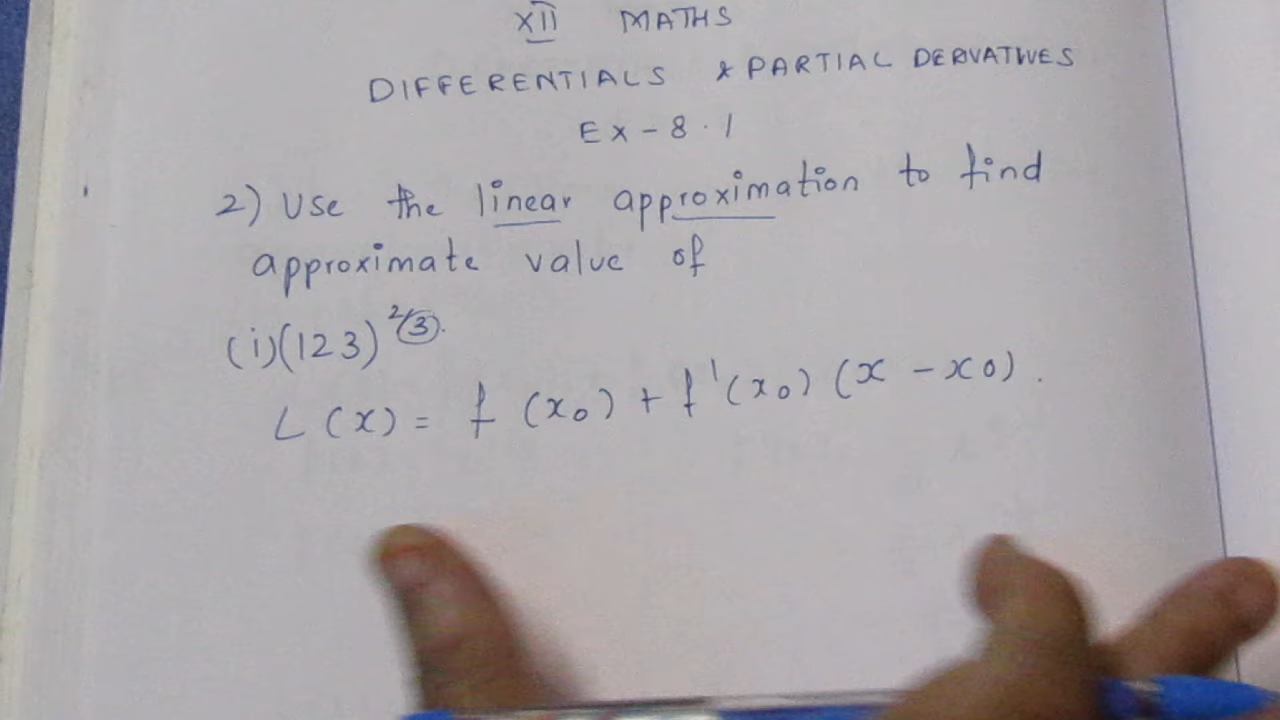 XII MATHS
DIFFERENTIALS & PARTIAL DERVATIVES
Ex-8.1
2) Use the linear approximation to find
approximate value of
(i) (123)^2/3.
L(x) = f(x₀) + f'(x₀) (x - x₀).